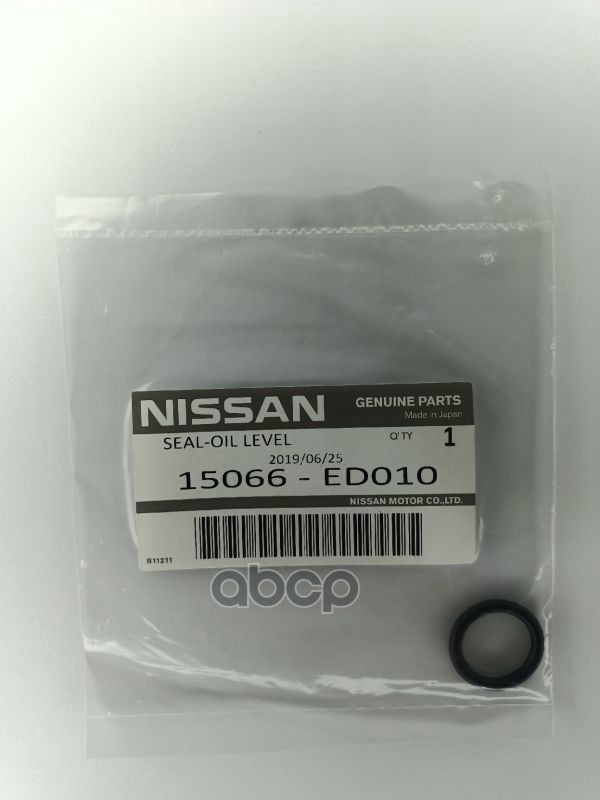 NISSAN
GENUINE PARTS
Made in Japan
SEAL-OIL LEVEL
Q'TY 1
2019/06/25
15066 - ED010
NISSAN MOTOR CO.,LTD.
B11211
abcp